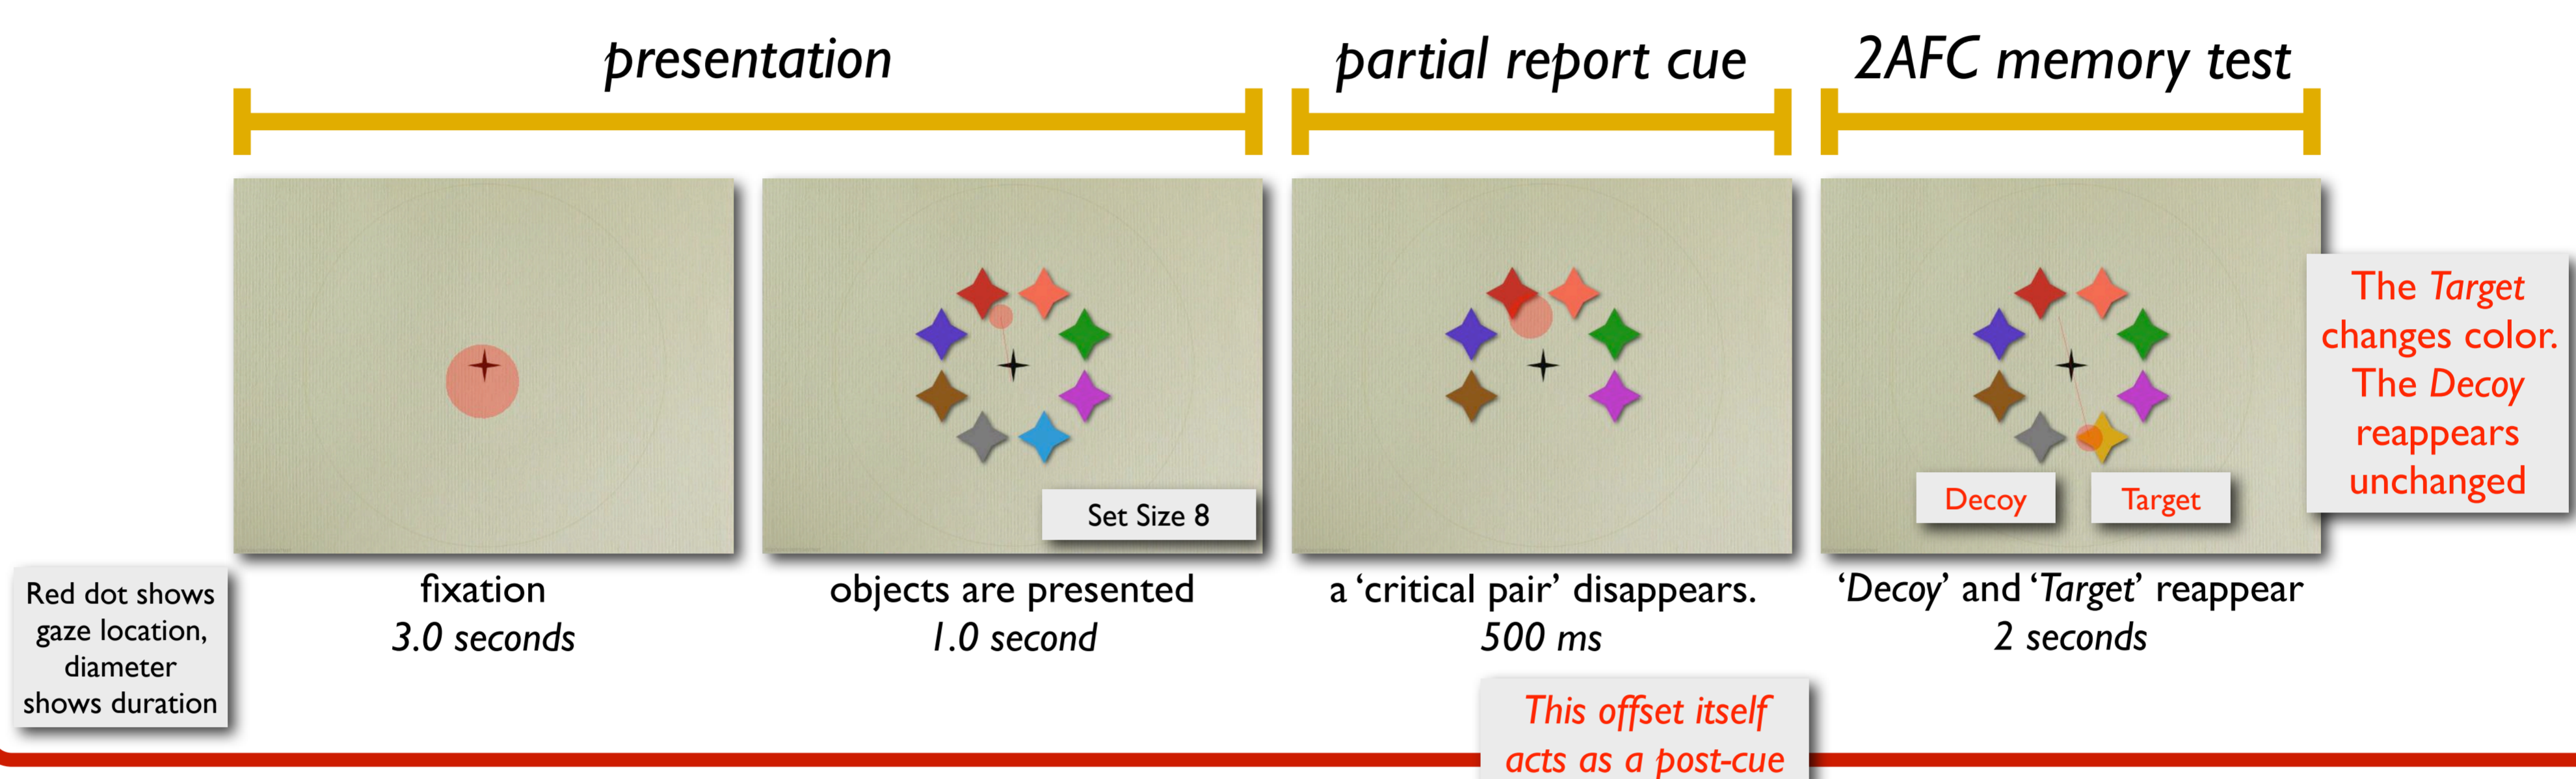 presentation
partial report cue
2AFC memory test
Set Size 8
Decoy
Target
The Target
changes color.
The Decoy
reappears
unchanged
Red dot shows
gaze location,
diameter
shows duration
fixation
3.0 seconds
objects are presented
1.0 second
a ‘critical pair’ disappears.
500 ms
‘Decoy’ and ‘Target’ reappear
2 seconds
This offset itself
acts as a post-cue